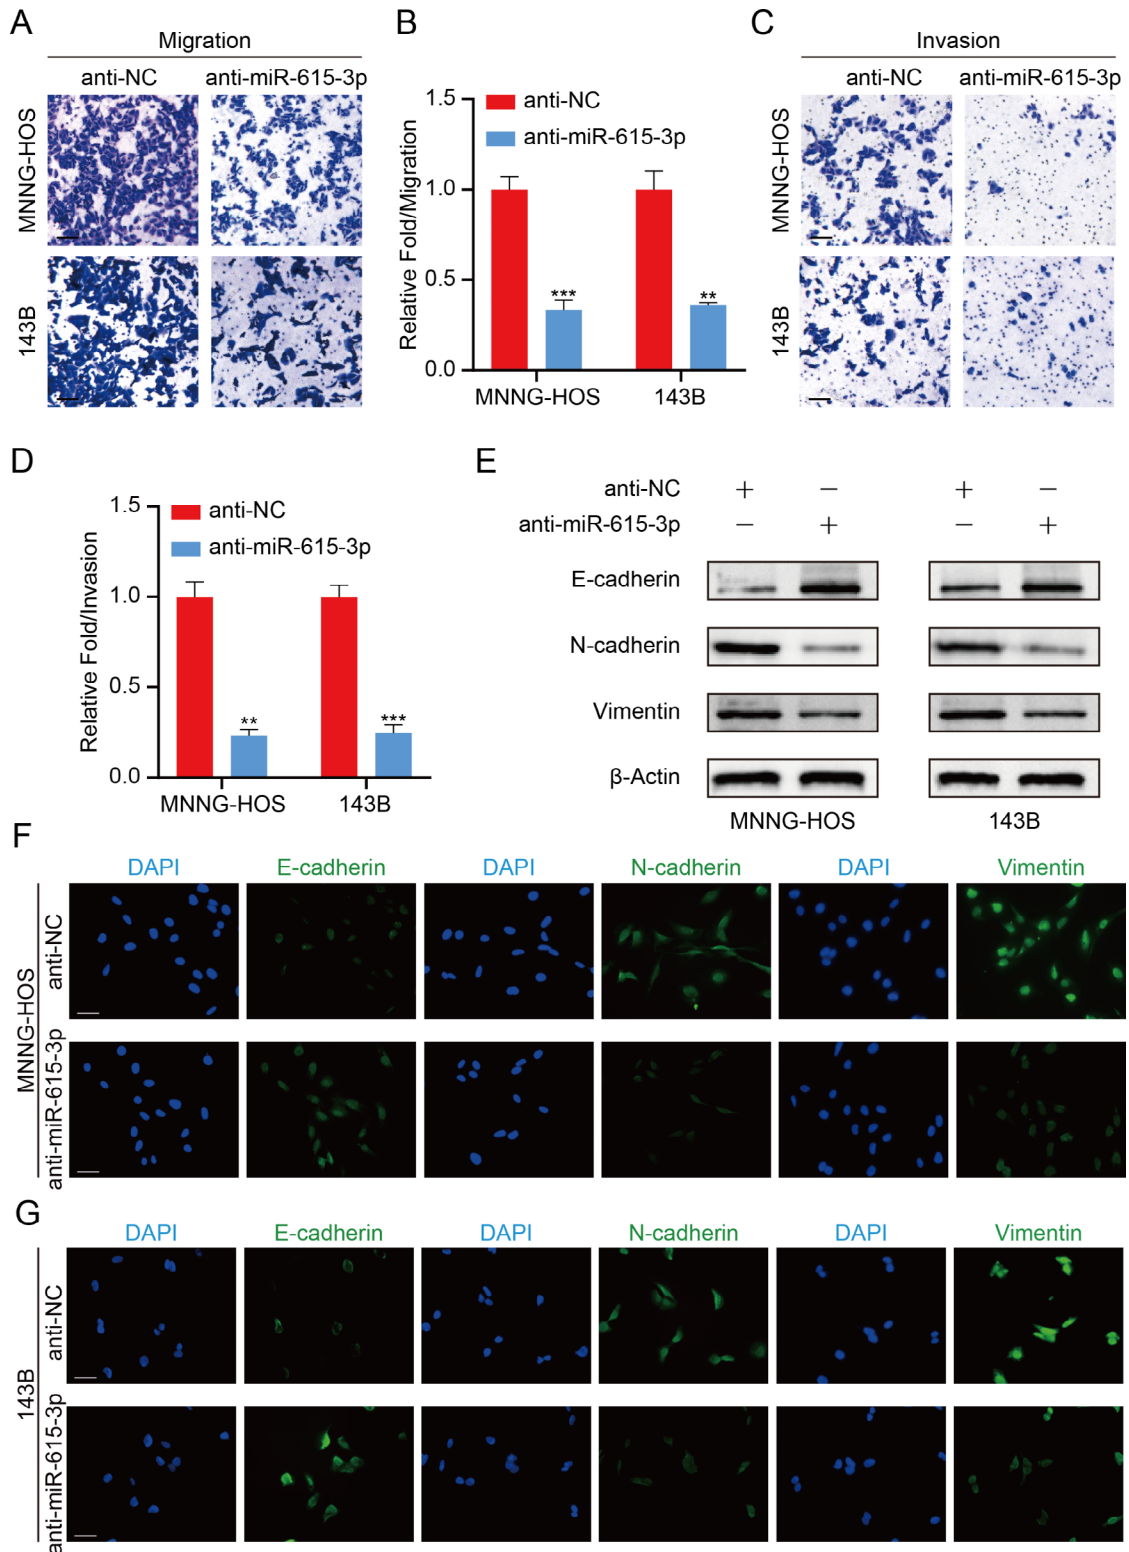 A
Migration
anti-NC anti-miR-615-3p
MNNG-HOS
143B
B
1.5
1.0
0.5
0.0
Relative Fold/Migration
anti-NC
anti-miR-615-3p
***
**
MNNG-HOS 143B
C
Invasion
anti-NC anti-miR-615-3p
MNNG-HOS
143B
D
1.5
1.0
0.5
0.0
Relative Fold/Invasion
anti-NC
anti-miR-615-3p
**
***
MNNG-HOS 143B
E
anti-NC + − + −
anti-miR-615-3p − + − +
E-cadherin
N-cadherin
Vimentin
β-Actin
MNNG-HOS 143B
F
DAPI E-cadherin DAPI N-cadherin DAPI Vimentin
MNNG-HOS
anti-NC
anti-miR-615-3p
G
DAPI E-cadherin DAPI N-cadherin DAPI Vimentin
143B
anti-NC
anti-miR-615-3p